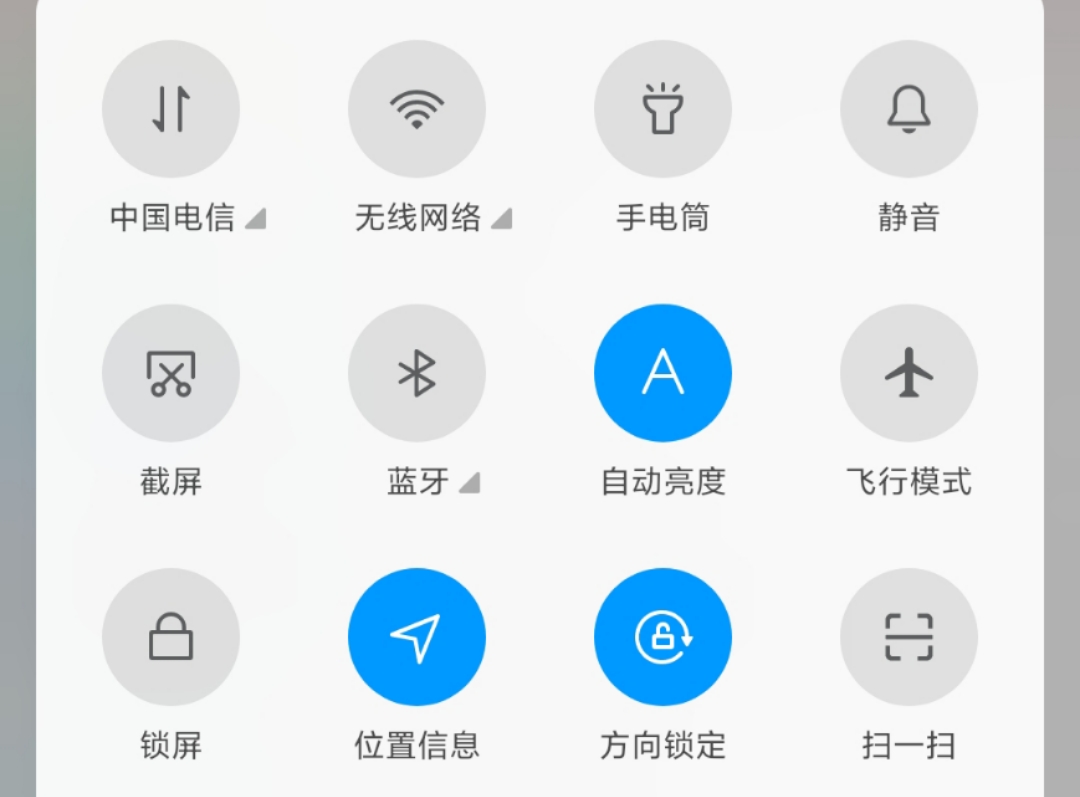 中国电信
无线网络
手电筒
静音
截屏
蓝牙
A
自动亮度
飞行模式
锁屏
位置信息
方向锁定
扫一扫